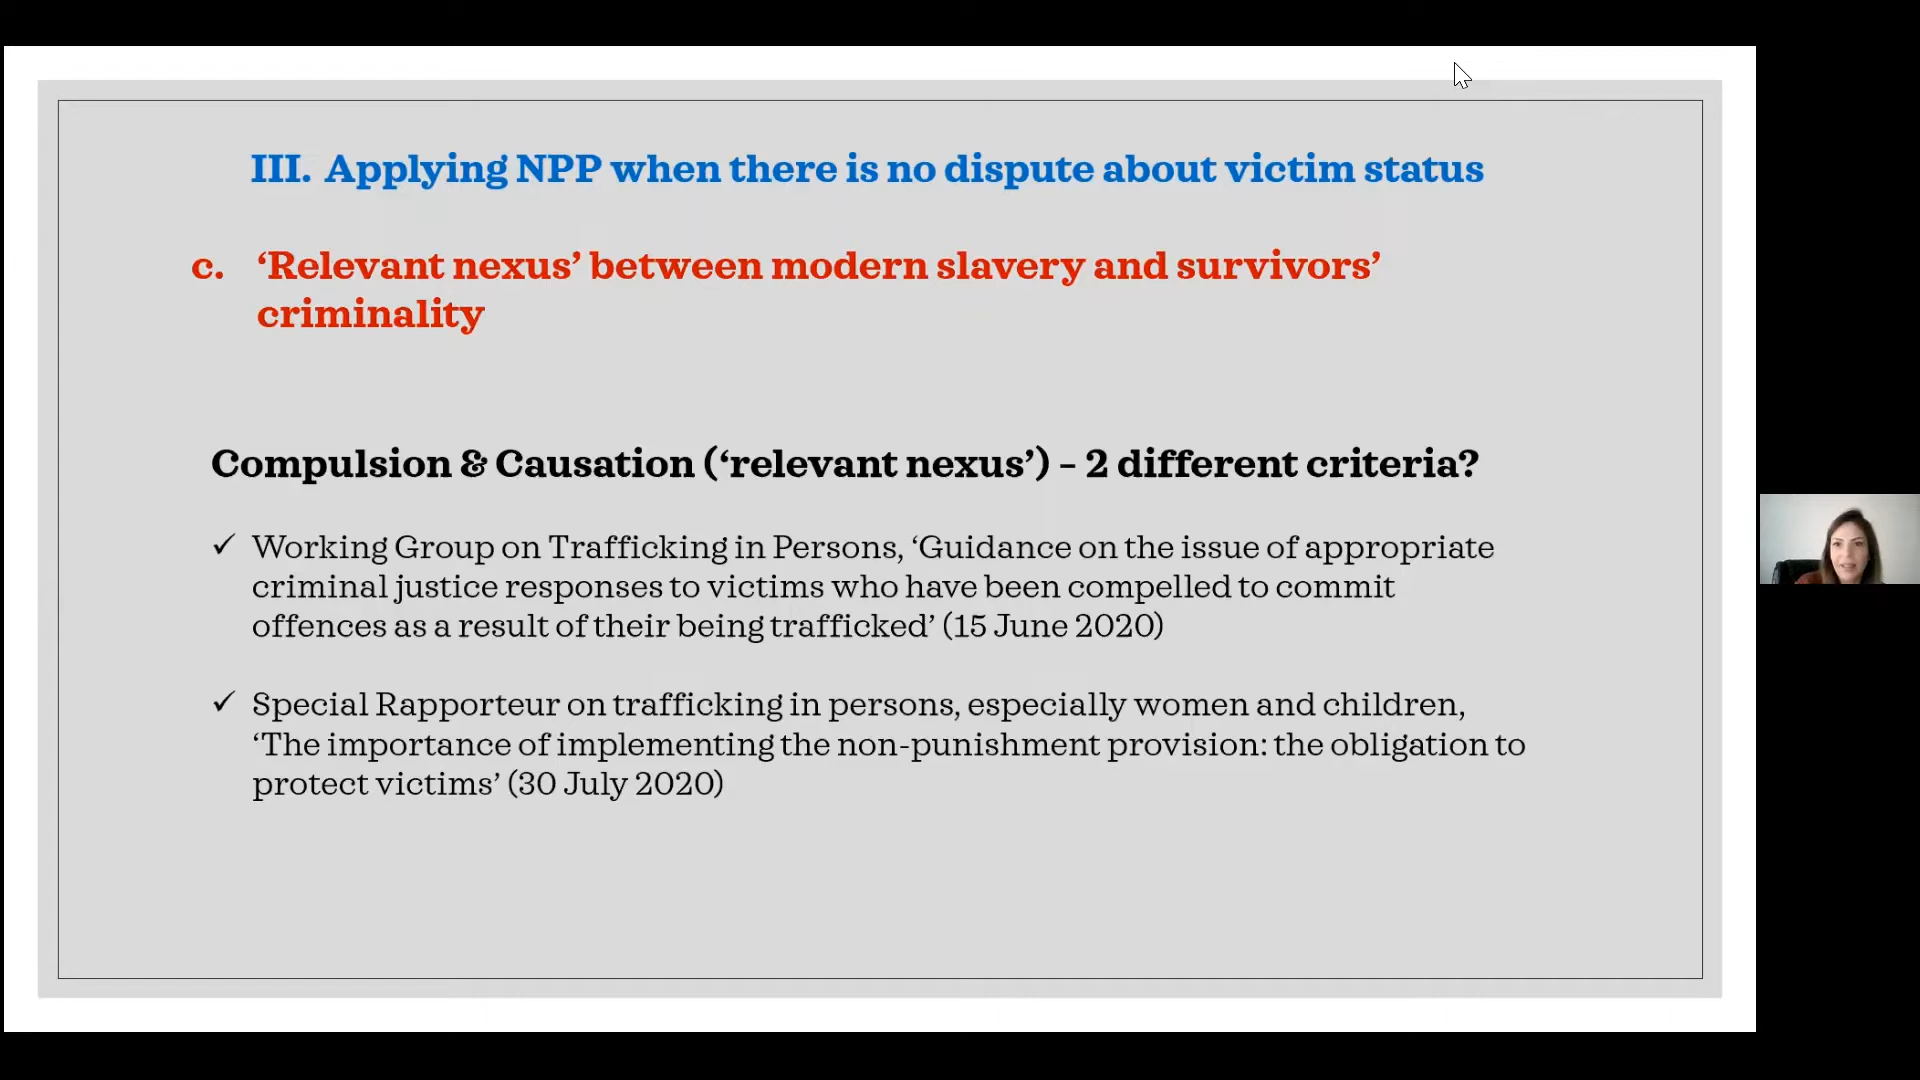 III. Applying NPP when there is no dispute about victim status
c. ‘Relevant nexus’ between modern slavery and survivors’
criminality
Compulsion & Causation (‘relevant nexus’) – 2 different criteria?
✓ Working Group on Trafficking in Persons, ‘Guidance on the issue of appropriate
criminal justice responses to victims who have been compelled to commit
offences as a result of their being trafficked’ (15 June 2020)
✓ Special Rapporteur on trafficking in persons, especially women and children,
‘The importance of implementing the non-punishment provision: the obligation to
protect victims’ (30 July 2020)